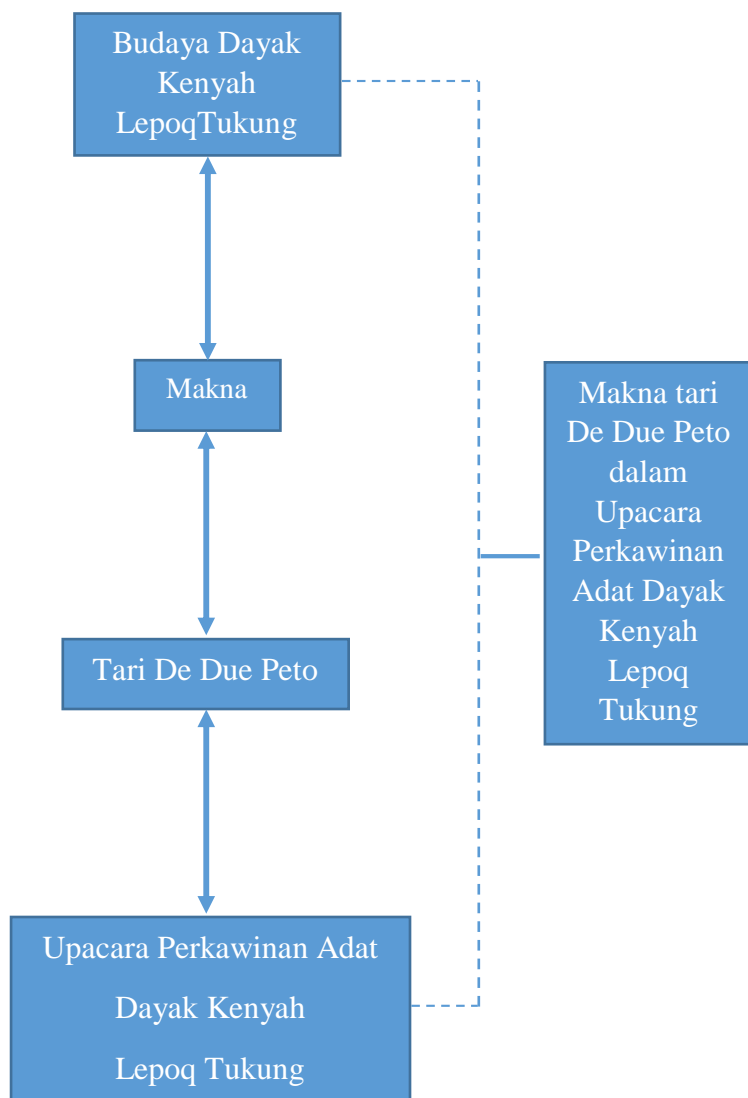 Budaya Dayak
Kenyah
LepoqTukung
Makna
Tari De Due Peto
Upacara Perkawinan Adat
Dayak Kenyah
Lepoq Tukung
Makna tari
De Due Peto
dalam
Upacara
Perkawinan
Adat Dayak
Kenyah
Lepoq
Tukung